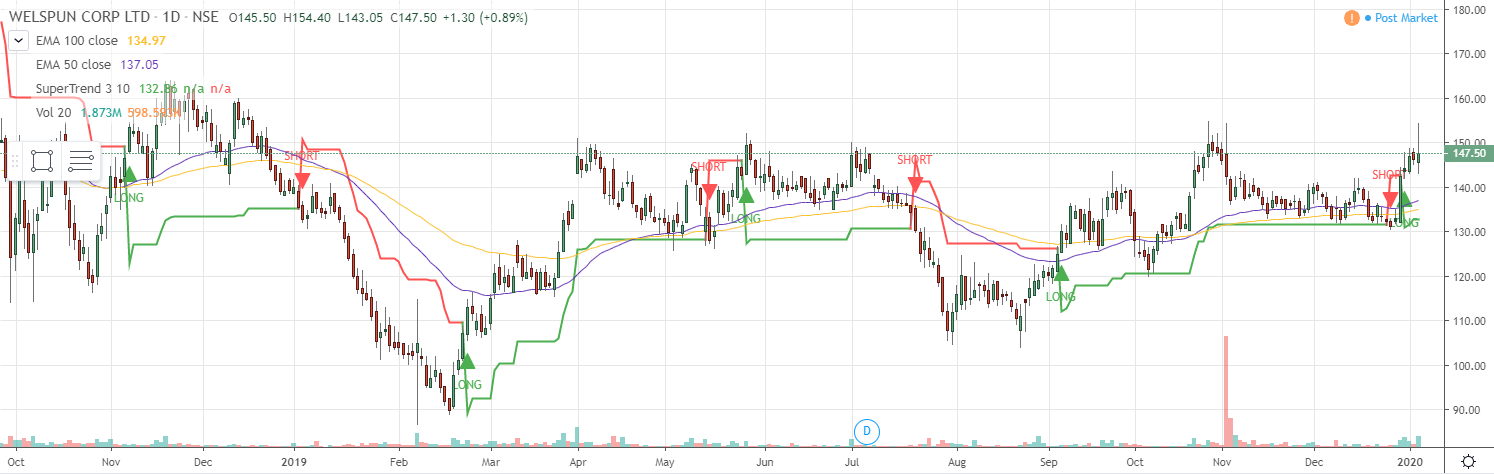 WELSPUN CORP LTD · 1D · NSE O145.50 H154.40 L143.05 C147.50 +1.30 (+0.89%)
! Post Market
EMA 100 close 134.97
EMA 50 close 137.05
SuperTrend 3 10 132.86 n/a n/a
Vol 20 1.873M
180.00
170.00
160.00
150.00
147.50
140.00
130.00
120.00
110.00
100.00
90.00
LONG
SHORT
LONG
SHORT
LONG
SHORT
LONG
SHORT
LONG
D
Oct Nov Dec 2019 Feb Mar Apr May Jun Jul Aug Sep Oct Nov Dec 2020